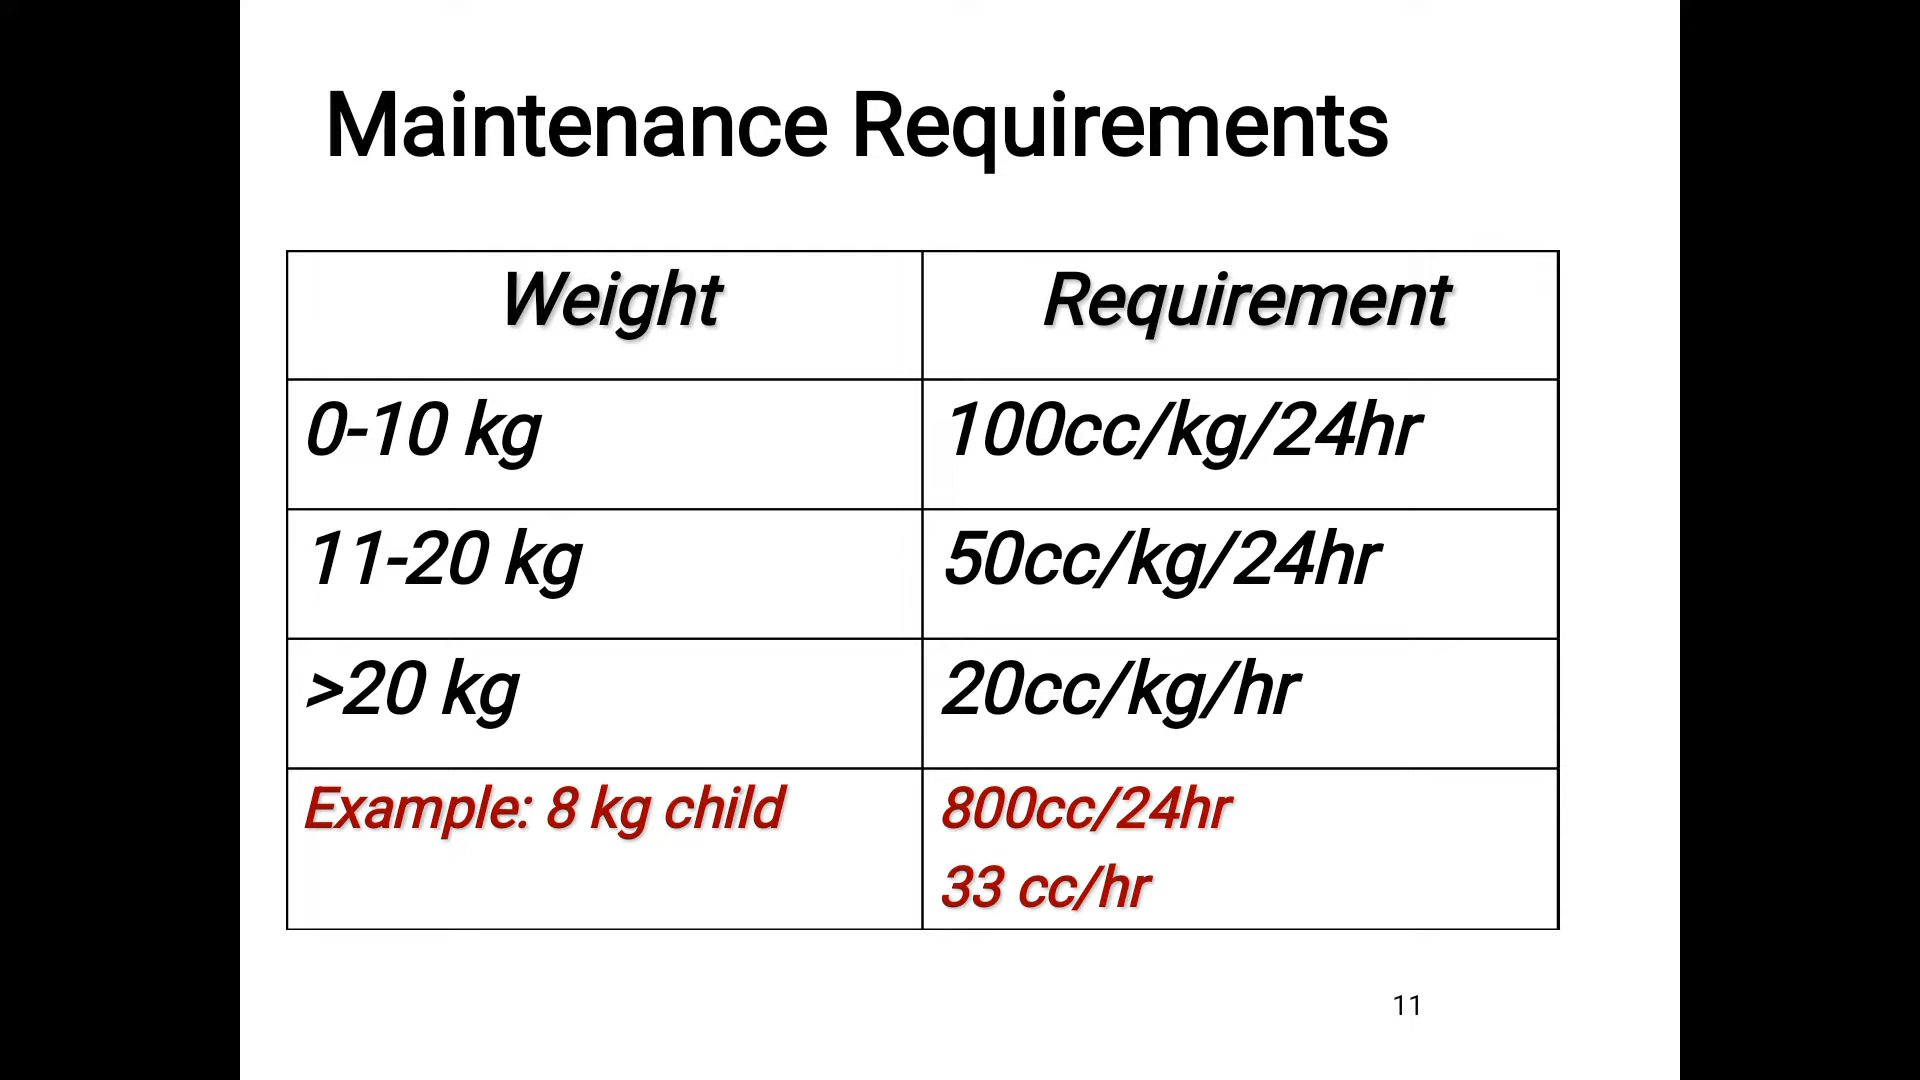 Maintenance Requirements
Weight Requirement
0-10 kg 100cc/kg/24hr
11-20 kg 50cc/kg/24hr
>20 kg 20cc/kg/hr
Example: 8 kg child 800cc/24hr
33 cc/hr
11